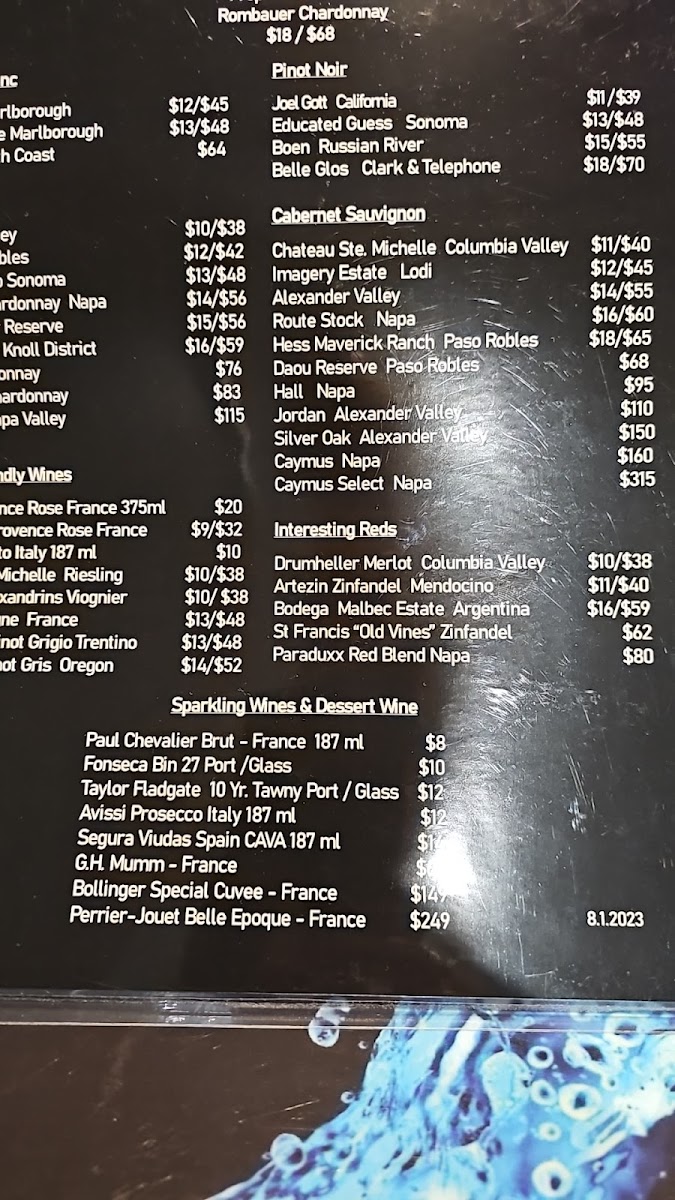 Rombauer Chardonnay
$18 / $68
nc
rlborough $12/$45
e Marlborough $13/$48
h Coast $64
ey $10/$38
bles $12/$42
o Sonoma $13/$48
ardonnay Napa $14/$56
Reserve $15/$56
Knoll District $16/$59
onnay $76
ardonnay $83
pa Valley $115
ndly Wines
nce Rose France 375ml $20
rovence Rose France $9/$32
to Italy 187 ml $10
Michelle Riesling $10/$38
xandrins Viognier $10/ $38
ne France $13/$48
inot Grigio Trentino $13/$48
not Gris Oregon $14/$52
Pinot Noir
Joel Gott California $11/$39
Educated Guess Sonoma $13/$48
Boen Russian River $15/$55
Belle Glos Clark & Telephone $18/$70
Cabernet Sauvignon
Chateau Ste. Michelle Columbia Valley $11/$40
Imagery Estate Lodi $12/$45
Alexander Valley $14/$55
Route Stock Napa $16/$60
Hess Maverick Ranch Paso Robles $18/$65
Daou Reserve Paso Robles $68
Hall Napa $95
Jordan Alexander Valley $110
Silver Oak Alexander Valley $150
Caymus Napa $160
Caymus Select Napa $315
Interesting Reds
Drumheller Merlot Columbia Valley $10/$38
Artezin Zinfandel Mendocino $11/$40
Bodega Malbec Estate Argentina $16/$59
St Francis "Old Vines" Zinfandel $62
Paraduxx Red Blend Napa $80
Sparkling Wines & Dessert Wine
Paul Chevalier Brut - France 187 ml $8
Fonseca Bin 27 Port /Glass $10
Taylor Fladgate 10 Yr. Tawny Port / Glass $12
Avissi Prosecco Italy 187 ml $12
Segura Viudas Spain CAVA 187 ml
G.H. Mumm - France
Bollinger Special Cuvee - France $149
Perrier-Jouet Belle Epoque - France $249
8.1.2023